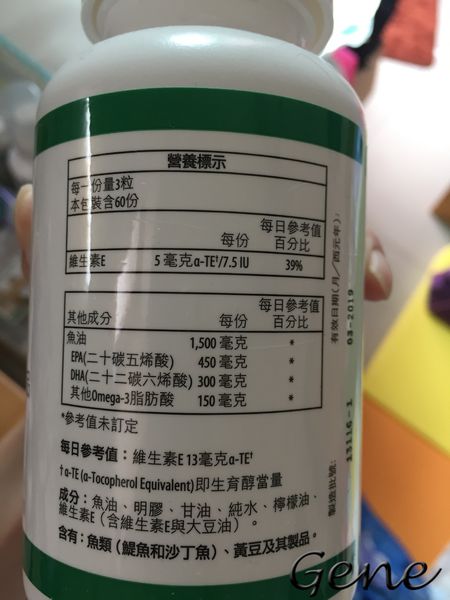 營養標示
每一份量3粒
本包裝含60份
每份 每日參考值百分比
維生素E 5 毫克α-TE†/7.5 IU 39%
其他成分 每份 每日參考值百分比
魚油 1,500 毫克 *
EPA(二十碳五烯酸) 450 毫克 *
DHA(二十二碳六烯酸) 300 毫克 *
其他Omega-3脂肪酸 150 毫克 *
*參考值未訂定
每日參考值：維生素E 13毫克α-TE†
† α-TE (α-Tocopherol Equivalent)即生育醇當量
成分：魚油、明膠、甘油、純水、檸檬油、
維生素E（含維生素E與大豆油）。
含有：魚類（鯷魚和沙丁魚）、黃豆及其製品。
有效日期(月／西元年)：
03-2019
製造批號：
13116-1
Gene